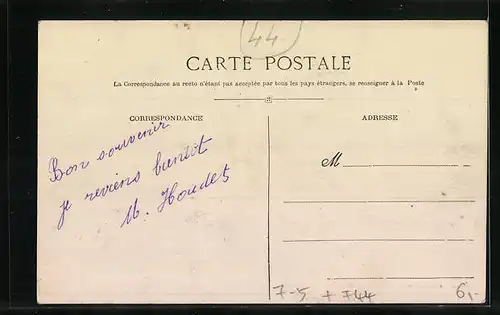 44
CARTE POSTALE
La Correspondance au recto n'étant pas acceptée par tous les pays étrangers, se renseigner à la Poste
CORRESPONDANCE
ADRESSE
Bon souvenir
je reviens bientot
M. Houdet
M
7-5 + 744
6,-